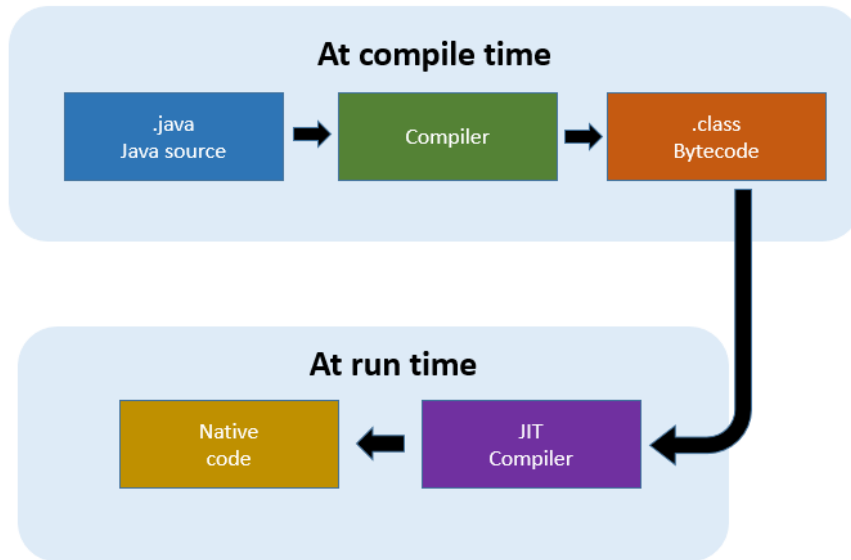 At compile time
.java
Java source
Compiler
.class
Bytecode
At run time
Native
code
JIT
Compiler